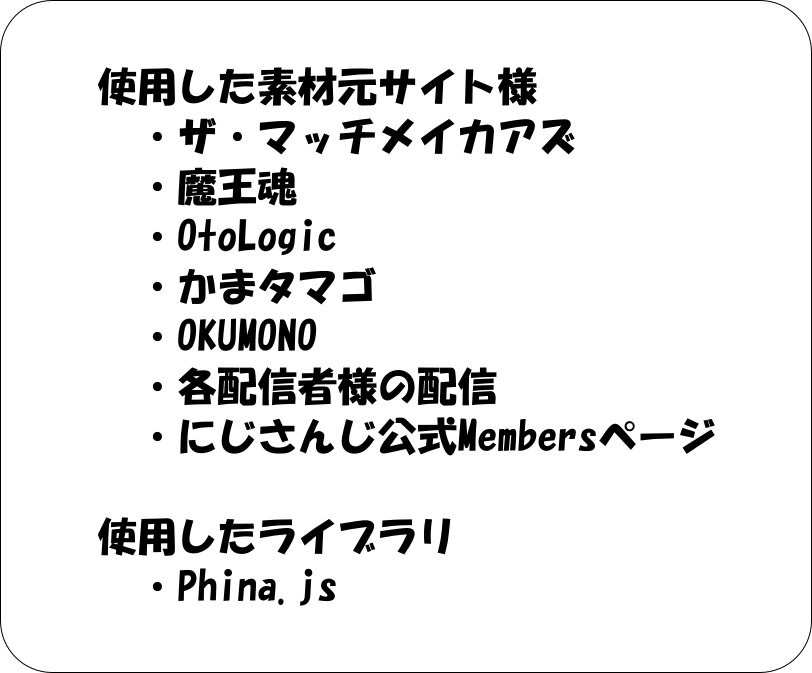 使用した素材元サイト様
・ザ・マッチメイカアズ
・魔王魂
・OtoLogic
・かまタマゴ
・OKUMONO
・各配信者様の配信
・にじさんじ公式Membersページ
使用したライブラリ
・Phina.js